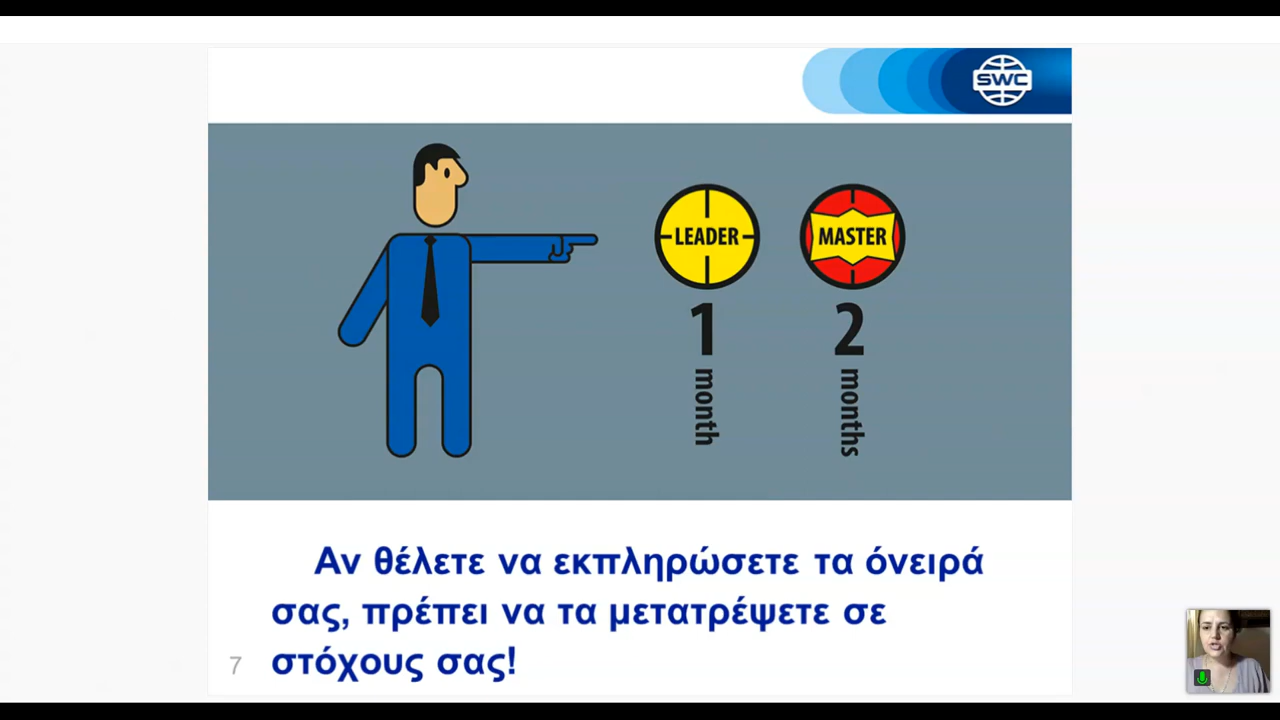 SWC
LEADER
MASTER
1
2
month
months
Αν θέλετε να εκπληρώσετε τα όνειρά
σας, πρέπει να τα μετατρέψετε σε
στόχους σας!
7